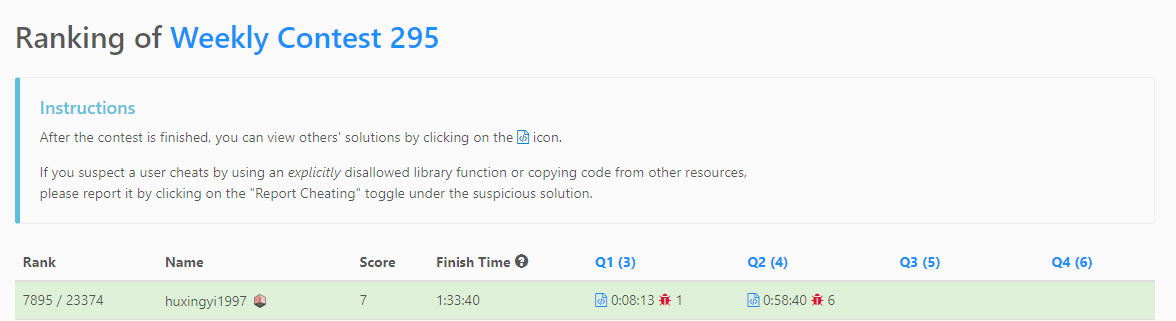 Ranking of Weekly Contest 295
Instructions
After the contest is finished, you can view others' solutions by clicking on the icon.
If you suspect a user cheats by using an explicitly disallowed library function or copying code from other resources,
please report it by clicking on the "Report Cheating" toggle under the suspicious solution.
Rank Name Score Finish Time Q1 (3) Q2 (4) Q3 (5) Q4 (6)
7895 / 23374 huxingyi1997 7 1:33:40 0:08:13 1 0:58:40 6